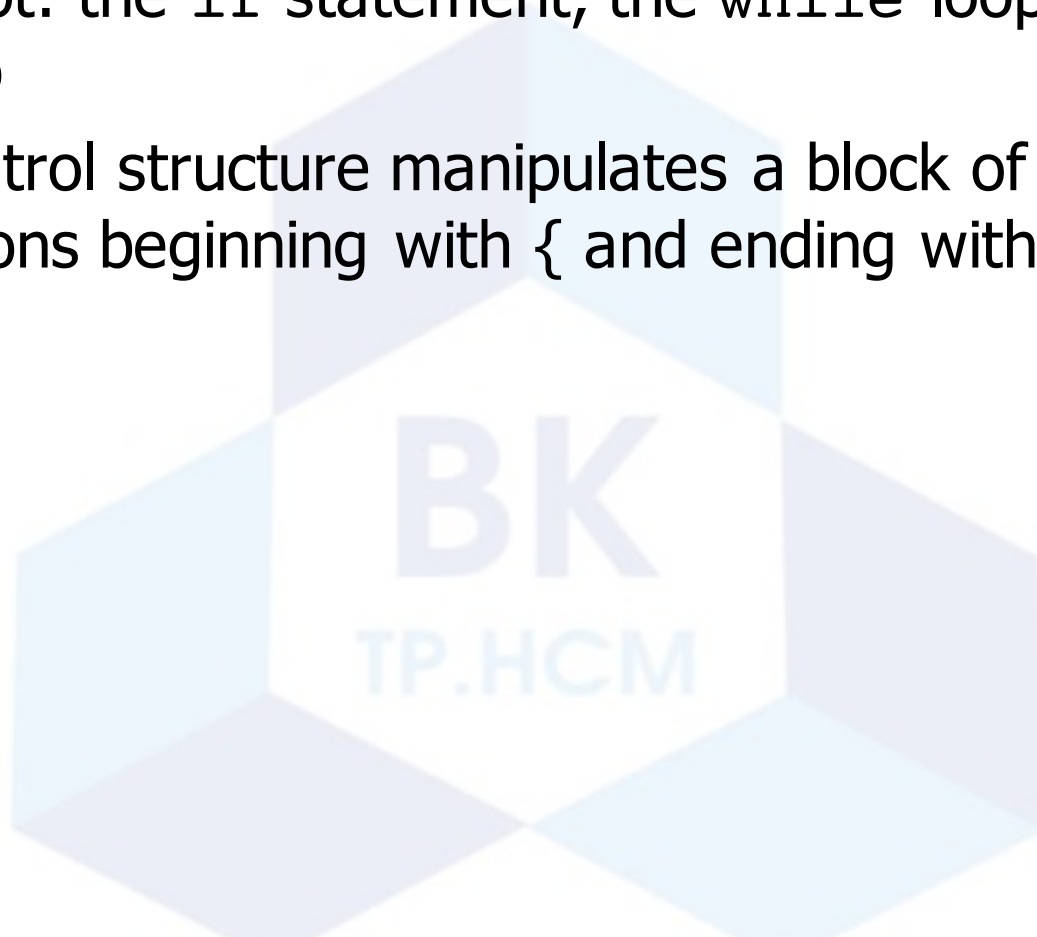 the if statement, the while loop
trol structure manipulates a block of
ons beginning with { and ending with
BK
TP.HCM